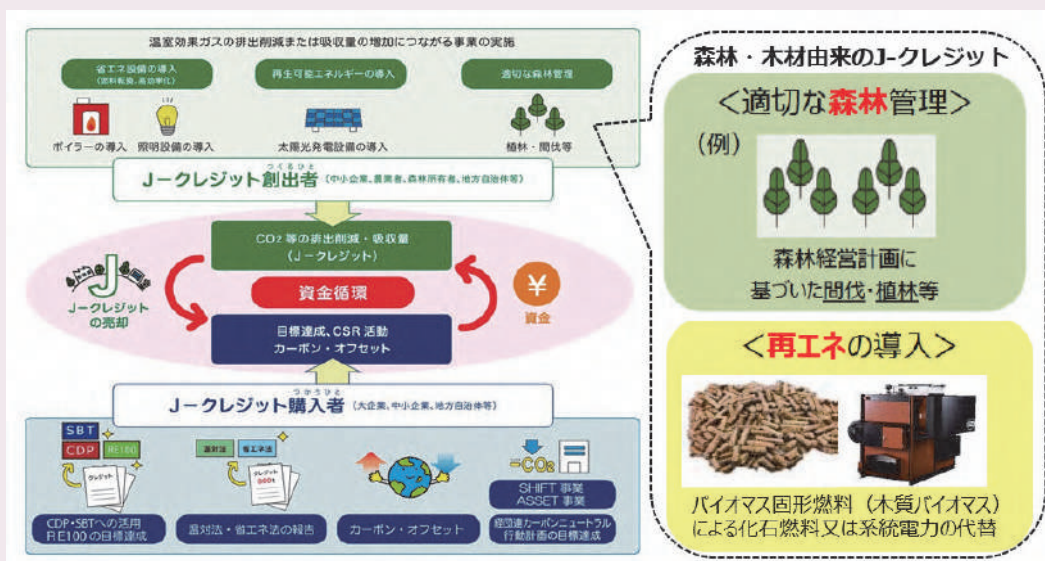 温室効果ガスの排出削減または吸収量の増加につながる事業の実施
省エネ設備の導入
(燃料転換、高効率化)
再生可能エネルギーの導入
適切な森林管理
ボイラーの導入
照明設備の導入
太陽光発電設備の導入
植林・間伐等
つくるひと
J-クレジット創出者(中小企業、農業者、森林所有者、地方自治体等)
CO2等の排出削減・吸収量
(J-クレジット)
J
J-クレジット
の売却
資金循環
¥
資金
目標達成、CSR活動
カーボン・オフセット
つかうひと
J-クレジット購入者(大企業、中小企業、地方自治体等)
SBT
CDP
RE100
クレジット
CDP・SBTへの活用
RE100の目標達成
温対法
省エネ法
クレジット
000t
温対法・省エネ法の報告
カーボン・オフセット
-CO2
SHIFT事業
ASSET事業
経団連カーボンニュートラル
行動計画の目標達成
森林・木材由来のJ-クレジット
＜適切な森林管理＞
(例)
森林経営計画に
基づいた間伐・植林等
＜再エネの導入＞
バイオマス固形燃料(木質バイオマス)
による化石燃料又は系統電力の代替